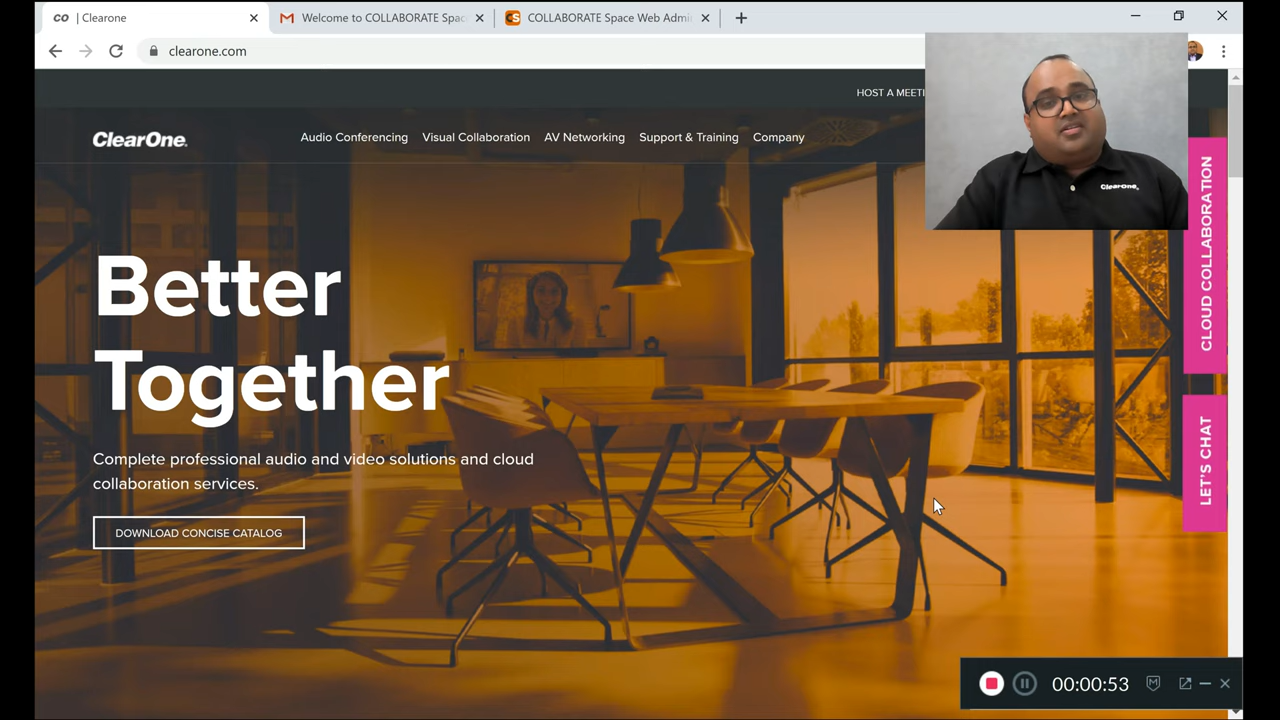 co | Clearone
Welcome to COLLABORATE Spac
CS COLLABORATE Space Web Admi
clearone.com
HOST A MEETI
ClearOne.
Audio Conferencing
Visual Collaboration
AV Networking
Support & Training
Company
ClearOne
CLOUD COLLABORATION
Better
Together
Complete professional audio and video solutions and cloud
collaboration services.
DOWNLOAD CONCISE CATALOG
LET'S CHAT
00:00:53